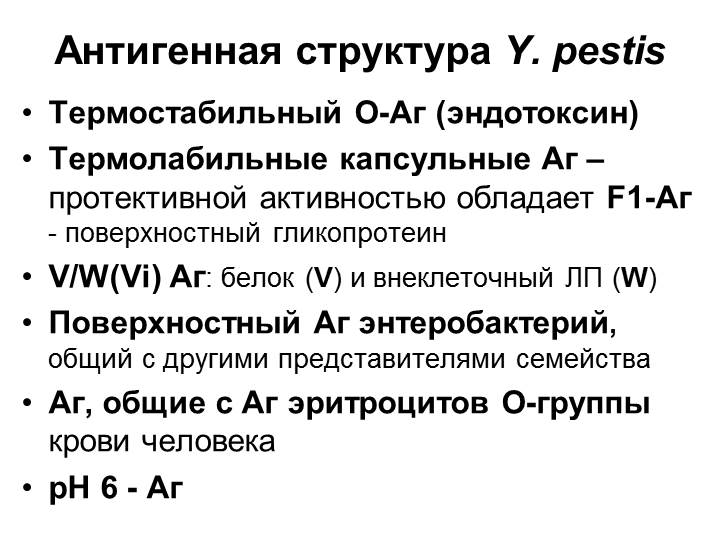 Антигенная структура Y. pestis
• Термостабильный О-Аг (эндотоксин)
• Термолабильные капсульные Аг –
протективной активностью обладает F1-Аг
- поверхностный гликопротеин
• V/W(Vi) Аг: белок (V) и внеклеточный ЛП (W)
• Поверхностный Аг энтеробактерий,
общий с другими представителями семейства
• Аг, общие с Аг эритроцитов О-группы
крови человека
• рН 6 - Аг